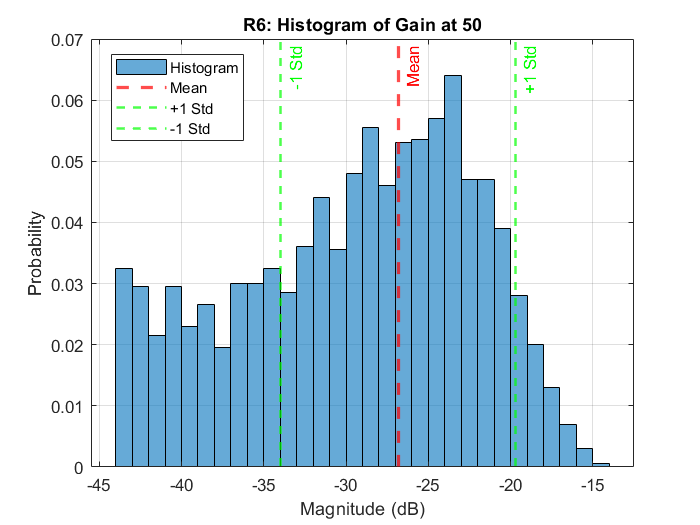 R6: Histogram of Gain at 50
0.07
0.06
0.05
0.04
0.03
0.02
0.01
0
Probability
Histogram
Mean
+1 Std
-1 Std
-1 Std
Mean
+1 Std
-45
-40
-35
-30
-25
-20
-15
Magnitude (dB)